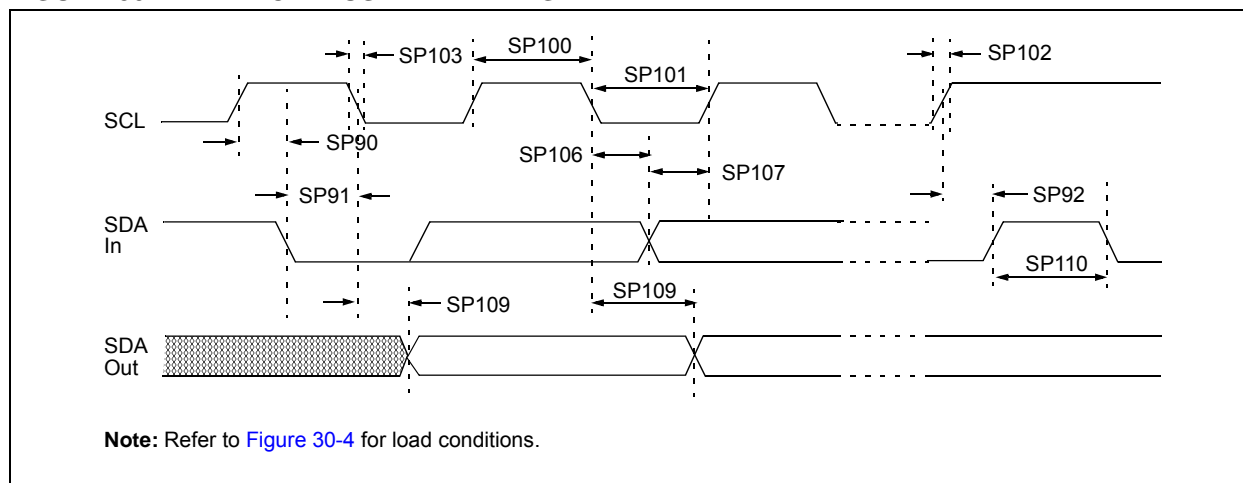 SP103
SP100
SP101
SP102
SCL
SP90
SP106
SP107
SP91
SP92
SDA
In
SP110
SP109
SP109
SDA
Out
Note: Refer to Figure 30-4 for load conditions.